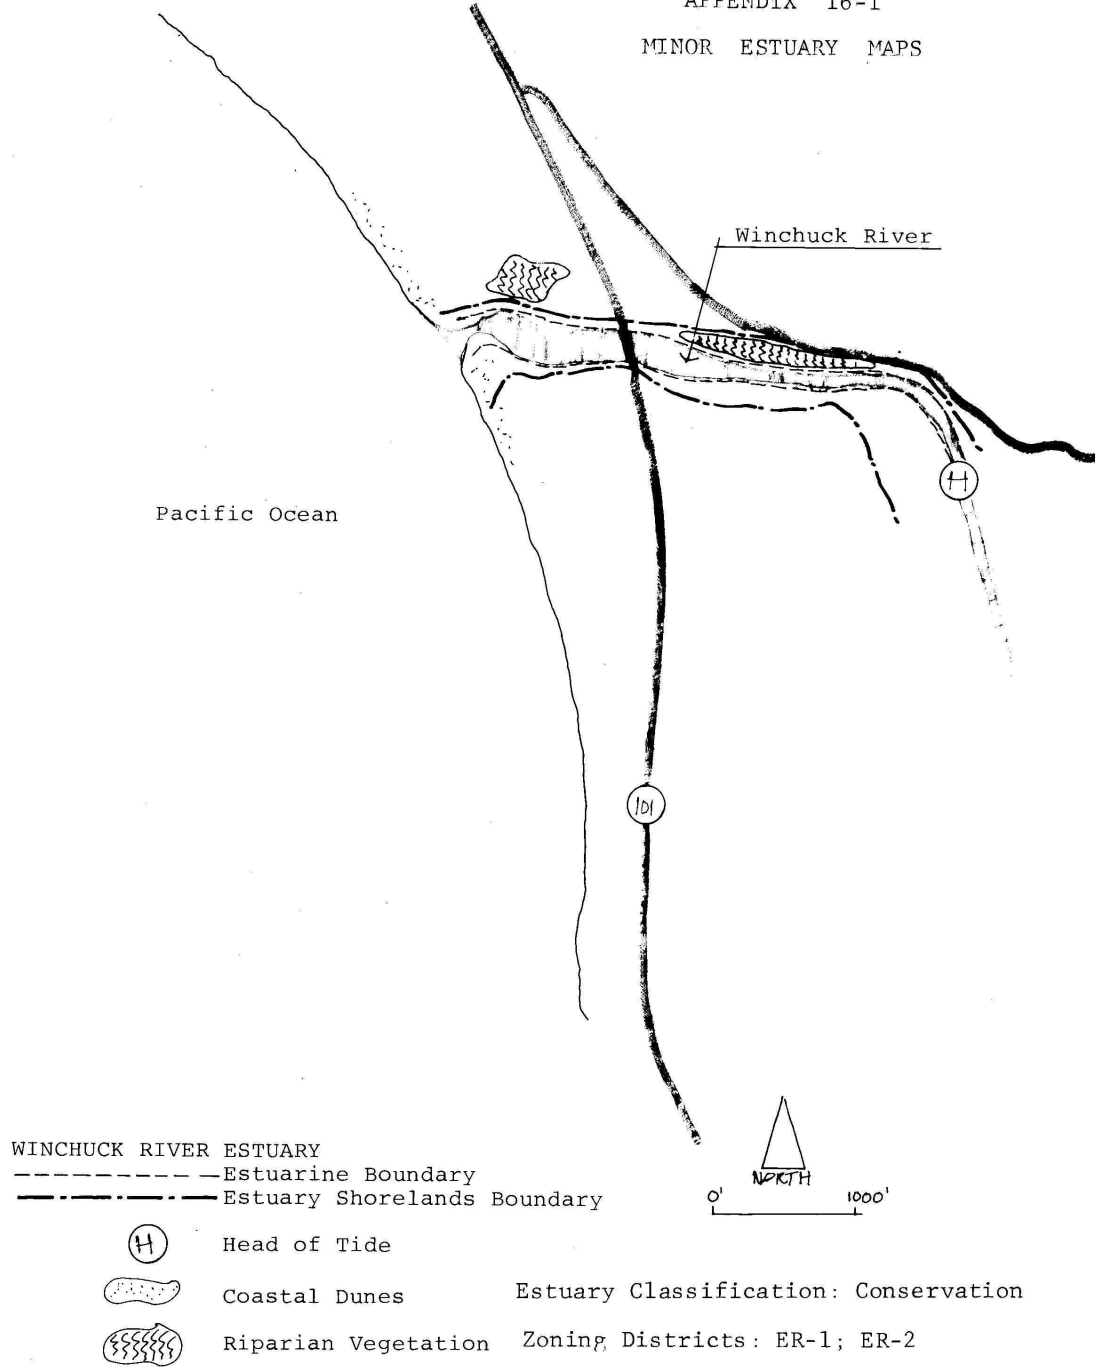 APPENDIX 16-1
MINOR ESTUARY MAPS
Winchuck River
H
Pacific Ocean
101
WINCHUCK RIVER ESTUARY
Estuarine Boundary
Estuary Shorelands Boundary
NORTH
0' 1000'
H Head of Tide
Coastal Dunes
Estuary Classification: Conservation
Riparian Vegetation
Zoning Districts: ER-1; ER-2